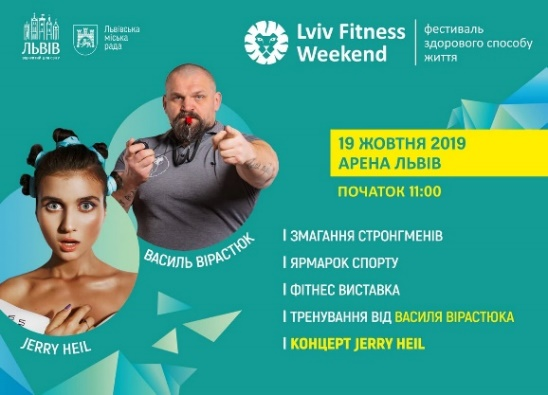 ЛЬВІВ
Львівська
міська
рада
Lviv Fitness
Weekend
фестиваль
здорового способу
життя
19 ЖОВТНЯ 2019
АРЕНА ЛЬВІВ
ПОЧАТОК 11:00
ВАСИЛЬ ВІРАСТЮК
JERRY HEIL
ЗМАГАННЯ СТРОНГМЕНІВ
ЯРМАРОК СПОРТУ
ФІТНЕС ВИСТАВКА
ТРЕНУВАННЯ ВІД ВАСИЛЯ ВІРАСТЮКА
КОНЦЕРТ JERRY HEIL